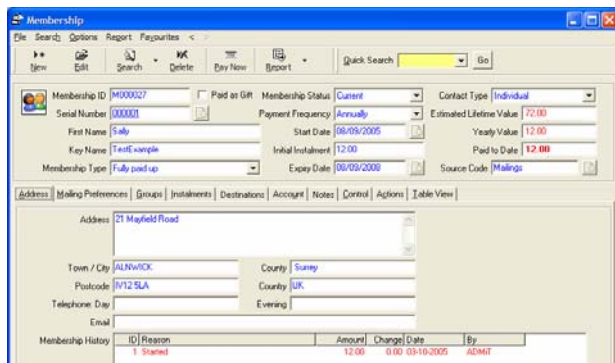 Membership
File Search Options Report Favourites < >
New Edit Search Delete Pay Now Report Quick Search Go
Membership ID M000027 Paid as Gift Membership Status Current Contact Type Individual
Serial Number 000001 Payment Frequency Annually Estimated Lifetime Value 72.00
First Name Sally Start Date 08/09/2005 Yearly Value 12.00
Key Name TestExample Initial Instalment 12.00 Paid to Date 12.00
Membership Type Fully paid up Expiry Date 08/09/2008 Source Code Mailings
Address Mailing Preferences Groups Instalments Destinations Account Notes Control Actions Table View
Address 21 Mayfield Road
Town / City ALNWICK County Surrey
Postcode IV12 5LA Country UK
Telephone: Day Evening
Email
Membership History ID Reason Amount Change Date By
1 Started 12.00 0.00 03-10-2005 ADMiT